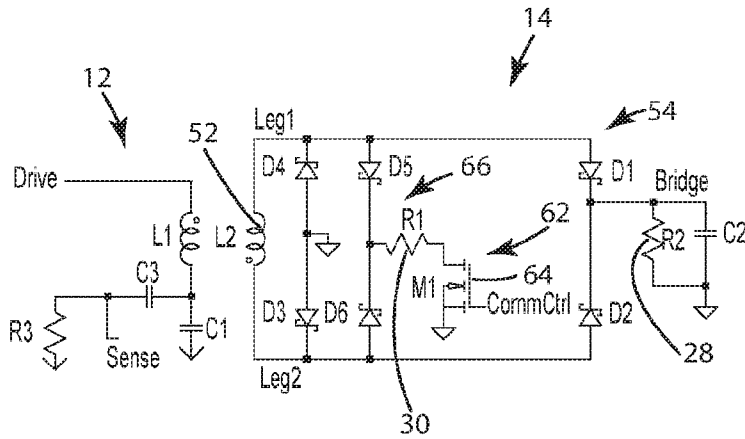 14
12
52
Leg1
54
Drive
D4
D5
66
D1
Bridge
R1
62
L1
L2
R2
C2
64
M1
C3
CommCtrl
D3
D6
D2
R3
C1
Sense
Leg2
28
30